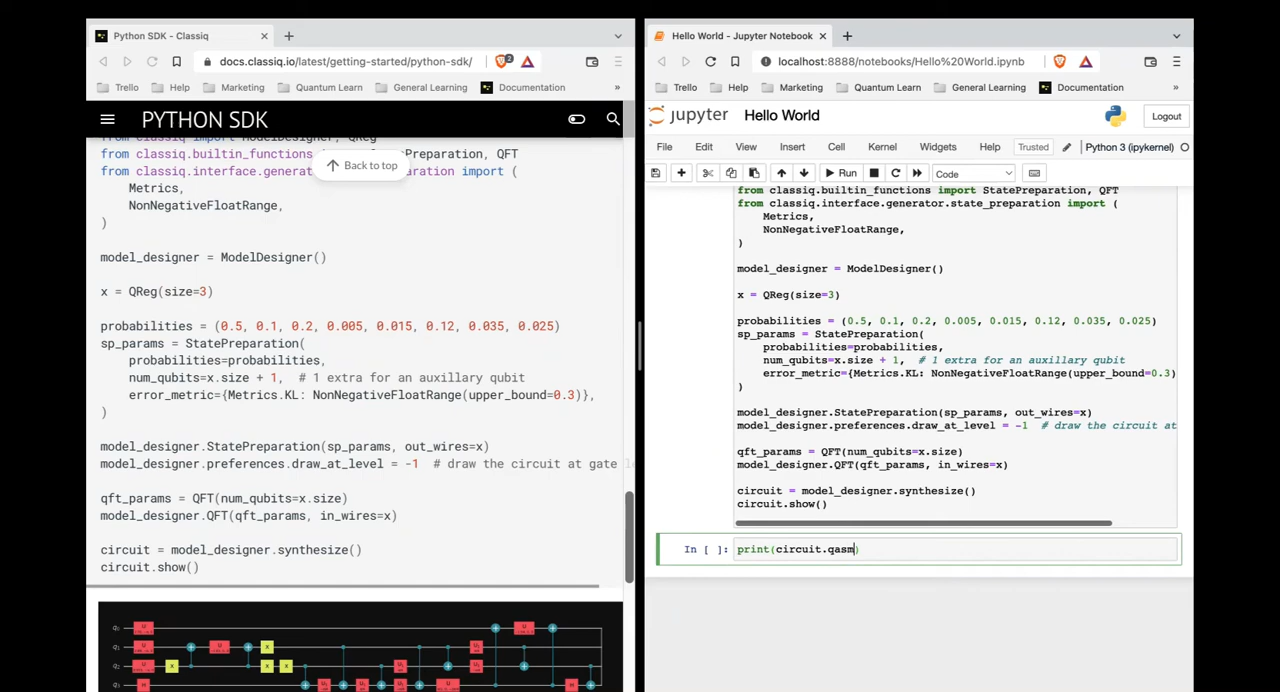 Python SDK - Classiq
docs.classiq.io/latest/getting-started/python-sdk/
2
Trello Help Marketing Quantum Learn General Learning Documentation »
PYTHON SDK
from classiq import ModelDesigner, QReg
from classiq.builtin_functions Preparation, QFT
from classiq.interface.genera aration import (
Back to top
Metrics,
NonNegativeFloatRange,
)
model_designer = ModelDesigner()
x = QReg(size=3)
probabilities = (0.5, 0.1, 0.2, 0.005, 0.015, 0.12, 0.035, 0.025)
sp_params = StatePreparation(
probabilities=probabilities,
num_qubits=x.size + 1, # 1 extra for an auxillary qubit
error_metric={Metrics.KL: NonNegativeFloatRange(upper_bound=0.3)},
)
model_designer.StatePreparation(sp_params, out_wires=x)
model_designer.preferences.draw_at_level = -1 # draw the circuit at gate l
qft_params = QFT(num_qubits=x.size)
model_designer.QFT(qft_params, in_wires=x)
circuit = model_designer.synthesize()
circuit.show()
Hello World - Jupyter Notebook
localhost:8888/notebooks/Hello%20World.ipynb
Trello Help Marketing Quantum Learn General Learning Documentation »
jupyter Hello World
Logout
File Edit View Insert Cell Kernel Widgets Help Trusted Python 3 (ipykernel)
Run Code
from classiq.builtin_functions import StatePreparation, QFT
from classiq.interface.generator.state_preparation import (
Metrics,
NonNegativeFloatRange,
)
model_designer = ModelDesigner()
x = QReg(size=3)
probabilities = (0.5, 0.1, 0.2, 0.005, 0.015, 0.12, 0.035, 0.025)
sp_params = StatePreparation(
probabilities=probabilities,
num_qubits=x.size + 1, # 1 extra for an auxillary qubit
error_metric={Metrics.KL: NonNegativeFloatRange(upper_bound=0.3)
)
model_designer.StatePreparation(sp_params, out_wires=x)
model_designer.preferences.draw_at_level = -1 # draw the circuit at
qft_params = QFT(num_qubits=x.size)
model_designer.QFT(qft_params, in_wires=x)
circuit = model_designer.synthesize()
circuit.show()
In [ ]: print(circuit.qasm)